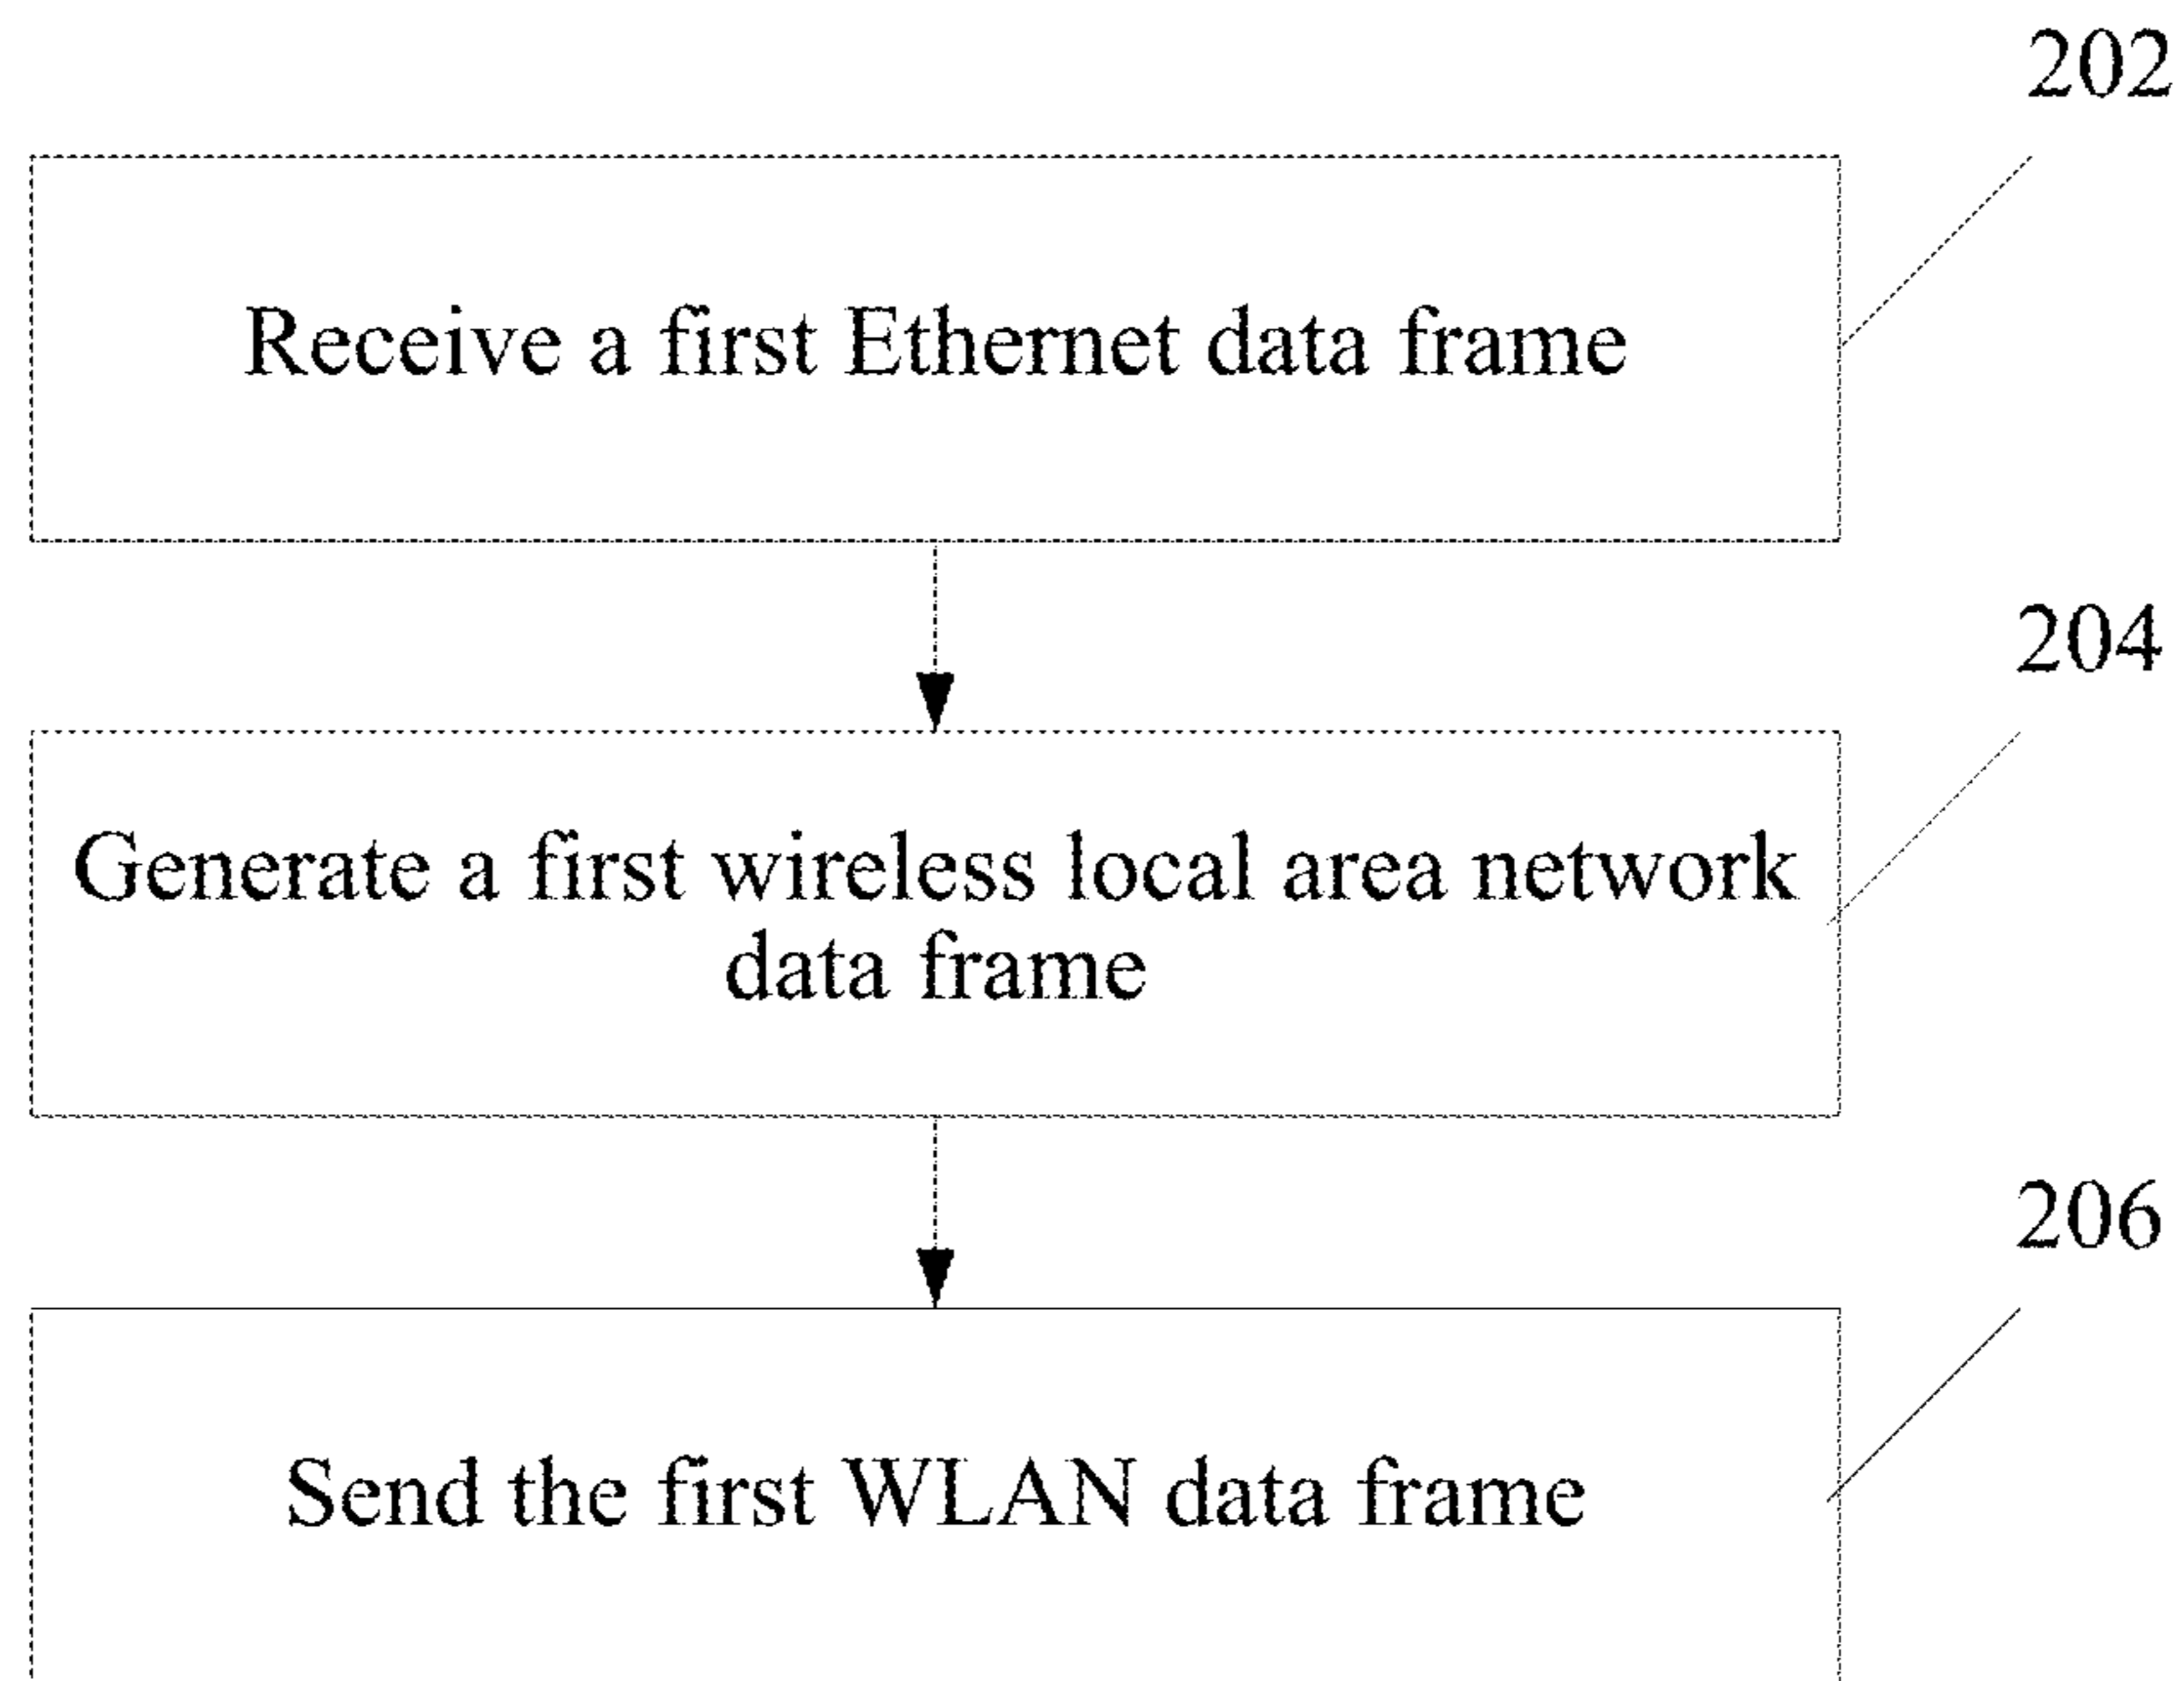 202
Receive a first Ethernet data frame
204
Generate a first wireless local area network
data frame
206
Send the first WLAN data frame